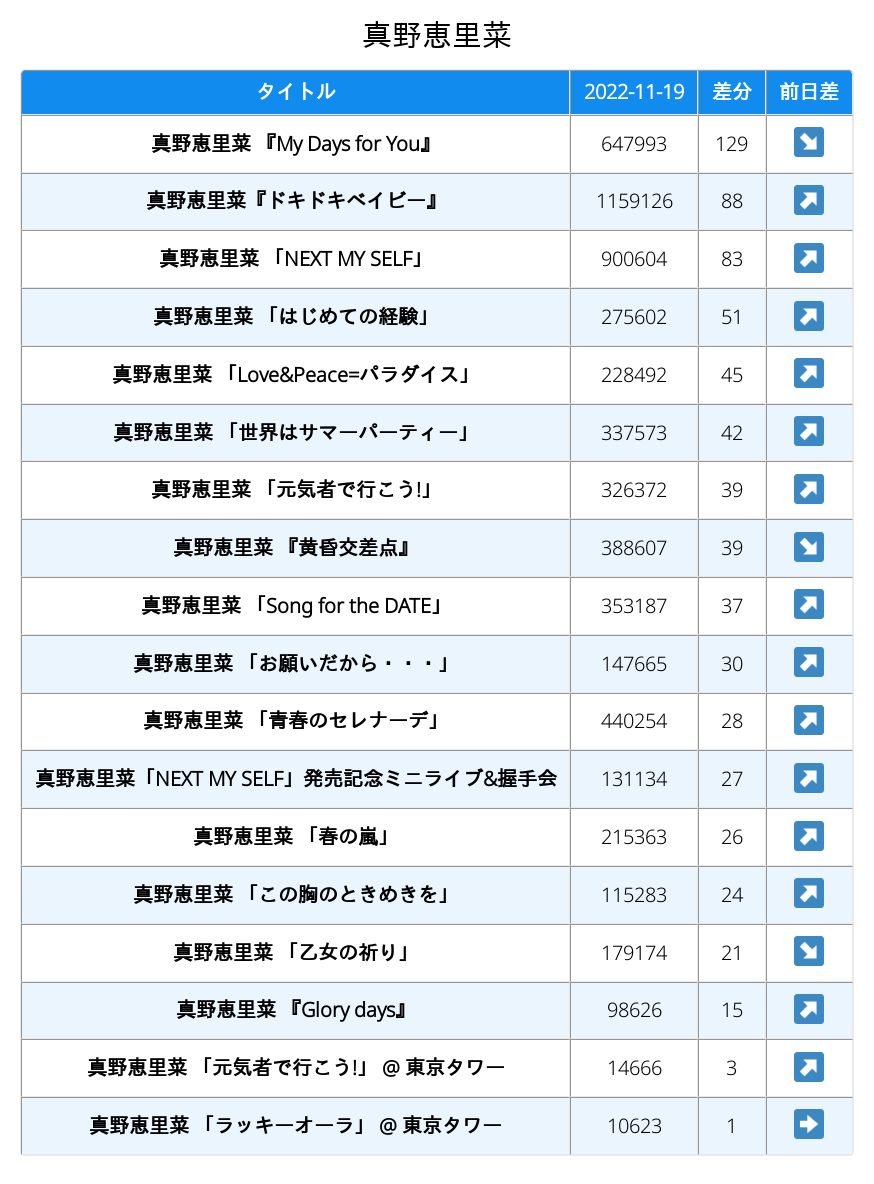 真野恵里菜
タイトル 2022-11-19 差分 前日差
真野恵里菜 『My Days for You』 647993 129 ↘
真野恵里菜『ドキドキベイビー』 1159126 88 ↗
真野恵里菜 「NEXT MY SELF」 900604 83 ↗
真野恵里菜 「はじめての経験」 275602 51 ↗
真野恵里菜 「Love&Peace=パラダイス」 228492 45 ↗
真野恵里菜 「世界はサマーパーティー」 337573 42 ↗
真野恵里菜 「元気者で行こう!」 326372 39 ↗
真野恵里菜 『黄昏交差点』 388607 39 ↘
真野恵里菜 「Song for the DATE」 353187 37 ↗
真野恵里菜 「お願いだから・・・」 147665 30 ↗
真野恵里菜 「青春のセレナーデ」 440254 28 ↗
真野恵里菜「NEXT MY SELF」発売記念ミニライブ&握手会 131134 27 ↗
真野恵里菜 「春の嵐」 215363 26 ↗
真野恵里菜 「この胸のときめきを」 115283 24 ↗
真野恵里菜 「乙女の祈り」 179174 21 ↘
真野恵里菜 『Glory days』 98626 15 ↗
真野恵里菜 「元気者で行こう!」 @ 東京タワー 14666 3 ↗
真野恵里菜 「ラッキーオーラ」 @ 東京タワー 10623 1 ➡